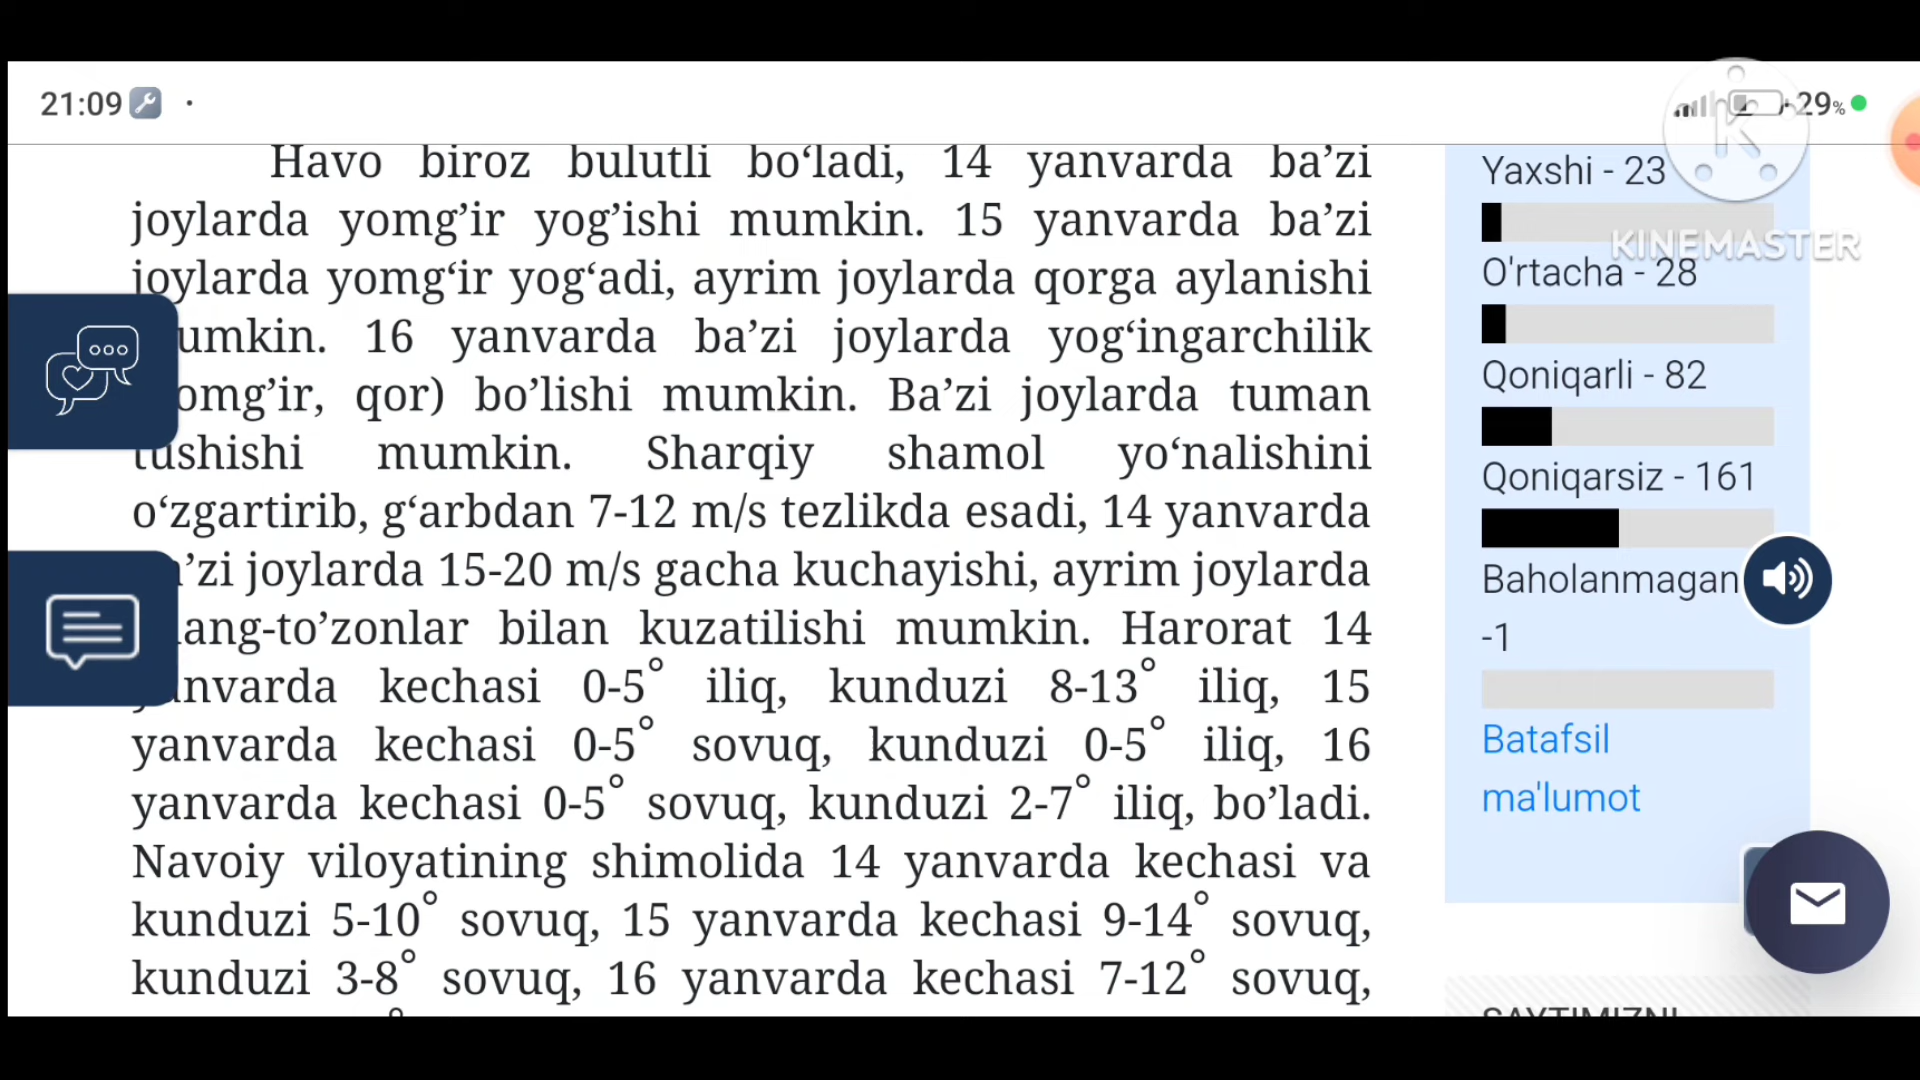 21:09
29%
KINEMASTER
Havo biroz bulutli bo‘ladi, 14 yanvarda ba’zi
joylarda yomg’ir yog’ishi mumkin. 15 yanvarda ba’zi
joylarda yomg‘ir yog‘adi, ayrim joylarda qorga aylanishi
umkin. 16 yanvarda ba’zi joylarda yog‘ingarchilik
omg’ir, qor) bo’lishi mumkin. Ba’zi joylarda tuman
tushishi mumkin. Sharqiy shamol yo‘nalishini
o‘zgartirib, g‘arbdan 7-12 m/s tezlikda esadi, 14 yanvarda
’zi joylarda 15-20 m/s gacha kuchayishi, ayrim joylarda
ang-to’zonlar bilan kuzatilishi mumkin. Harorat 14
nvarda kechasi 0-5° iliq, kunduzi 8-13° iliq, 15
yanvarda kechasi 0-5° sovuq, kunduzi 0-5° iliq, 16
yanvarda kechasi 0-5° sovuq, kunduzi 2-7° iliq, bo’ladi.
Navoiy viloyatining shimolida 14 yanvarda kechasi va
kunduzi 5-10° sovuq, 15 yanvarda kechasi 9-14° sovuq,
kunduzi 3-8° sovuq, 16 yanvarda kechasi 7-12° sovuq,
Yaxshi - 23
O'rtacha - 28
Qoniqarli - 82
Qoniqarsiz - 161
Baholanmagan
-1
Batafsil
ma'lumot